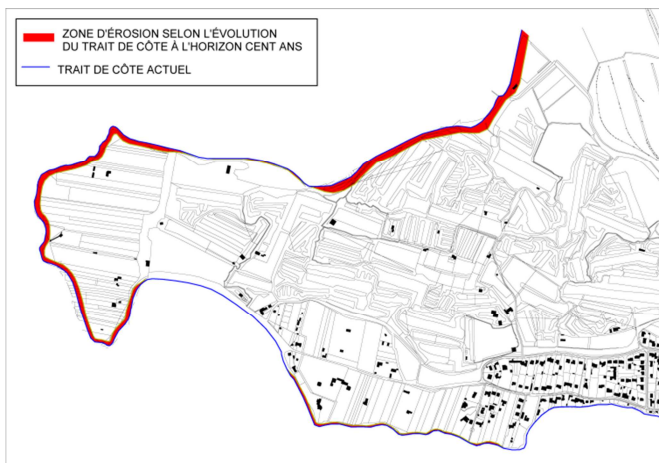 ZONE D'ÉROSION SELON L'ÉVOLUTION
DU TRAIT DE CÔTE À L'HORIZON CENT ANS
TRAIT DE CÔTE ACTUEL